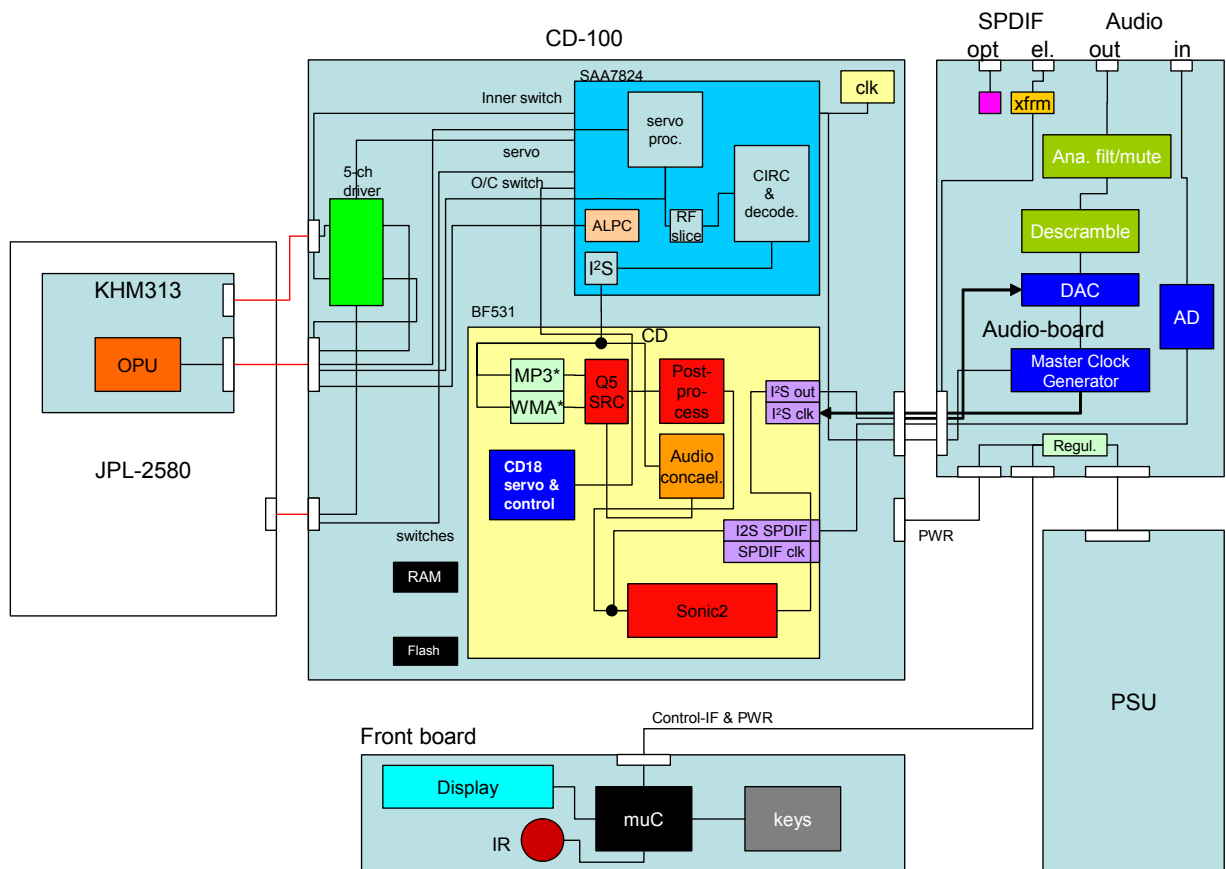 SPDIF
Audio
opt
el.
out
in
CD-100
SAA7824
clk
xfrm
Inner switch
servo
proc.
Ana. filt/mute
servo
5-ch
driver
O/C switch
CIRC
&
decode.
ALPC
RF
slice
Descramble
I²S
KHM313
DAC
AD
BF531
CD
Audio-board
OPU
MP3*
WMA*
Q5
SRC
Post-
pro-
cess
Master Clock
Generator
I²S out
I²S clk
Regul.
JPL-2580
Audio
concael.
CD18
servo &
control
switches
I2S SPDIF
SPDIF clk
PWR
RAM
Sonic2
Flash
PSU
Control-IF & PWR
Front board
Display
muC
keys
IR